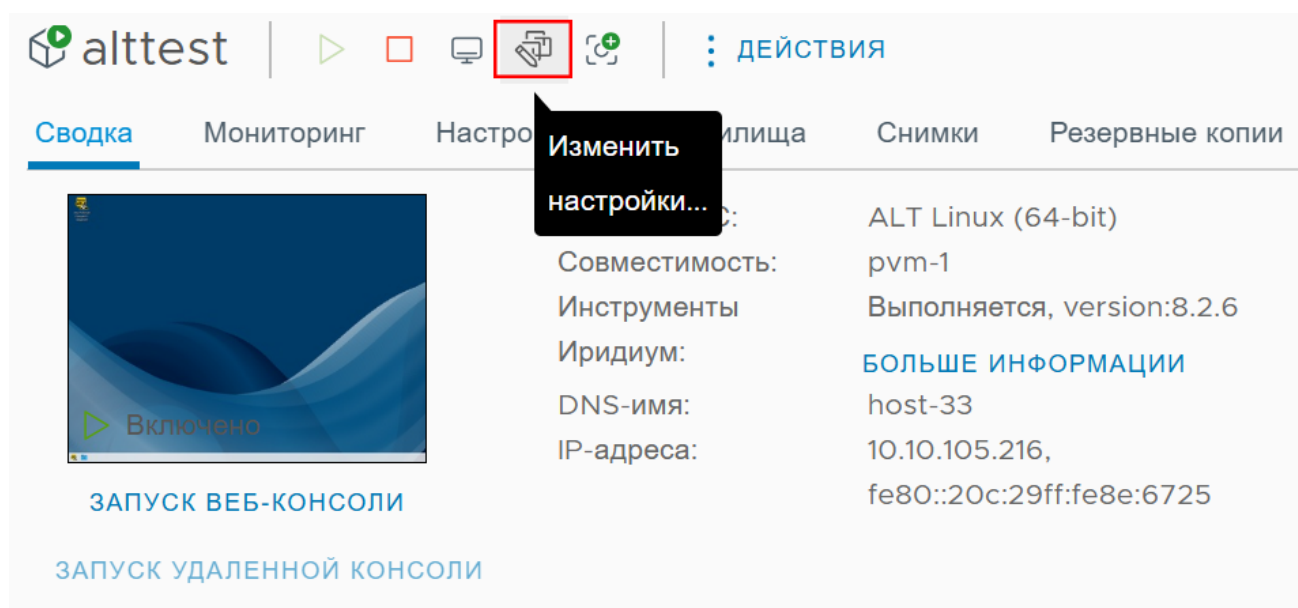 alttest
ДЕЙСТВИЯ
Сводка Мониторинг Настро илища Снимки Резервные копии
Изменить
настройки...
С: ALT Linux (64-bit)
Совместимость: pvm-1
Инструменты Выполняется, version:8.2.6
Иридиум: БОЛЬШЕ ИНФОРМАЦИИ
DNS-имя: host-33
IP-адреса: 10.10.105.216,
fe80::20c:29ff:fe8e:6725
Включено
ЗАПУСК ВЕБ-КОНСОЛИ
ЗАПУСК УДАЛЕННОЙ КОНСОЛИ